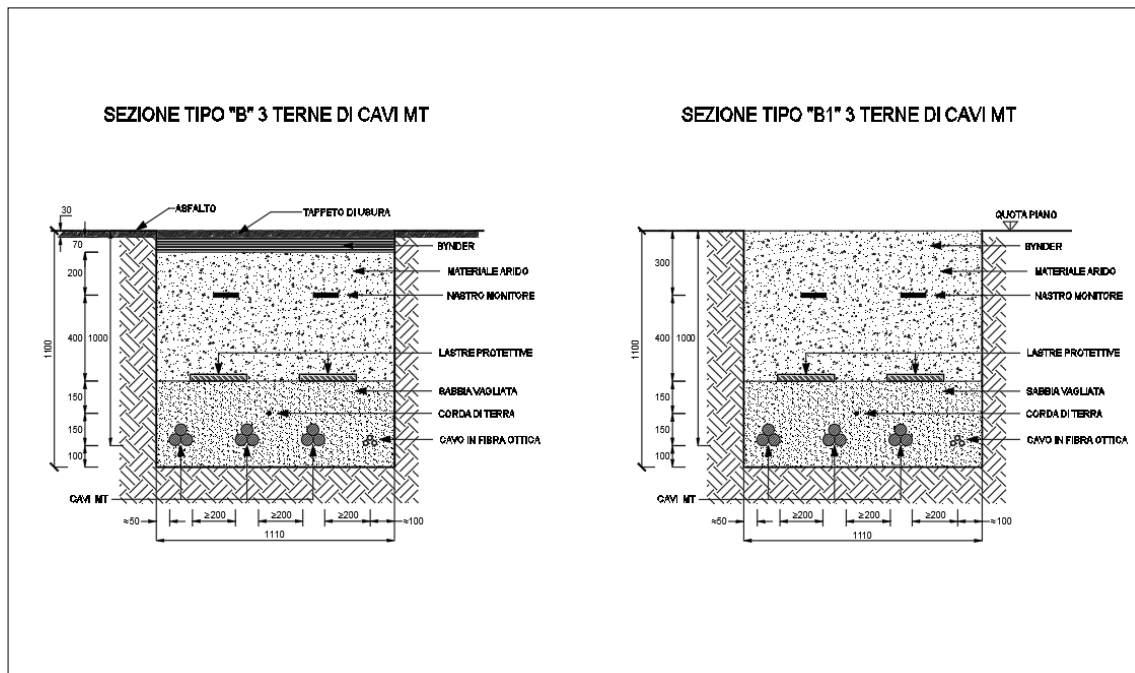 SEZIONE TIPO "B" 3 TERNE DI CAVI MT
30
ASFALTO
TAPPETO DI USURA
70
BYNDER
200
MATERIALE ARIDO
NASTRO MONITORE
1100
400
1000
LASTRE PROTETTIVE
150
SABBIA VAGLIATA
CORDA DI TERRA
150
CAVO IN FIBRA OTTICA
100
CAVI MT
≈50
≥200
≥200
≥200
≈100
1110
SEZIONE TIPO "B1" 3 TERNE DI CAVI MT
QUOTA PIANO
BYNDER
300
MATERIALE ARIDO
NASTRO MONITORE
1100
400
1000
LASTRE PROTETTIVE
150
SABBIA VAGLIATA
CORDA DI TERRA
150
CAVO IN FIBRA OTTICA
100
CAVI MT
≈50
≥200
≥200
≥200
≈100
1110